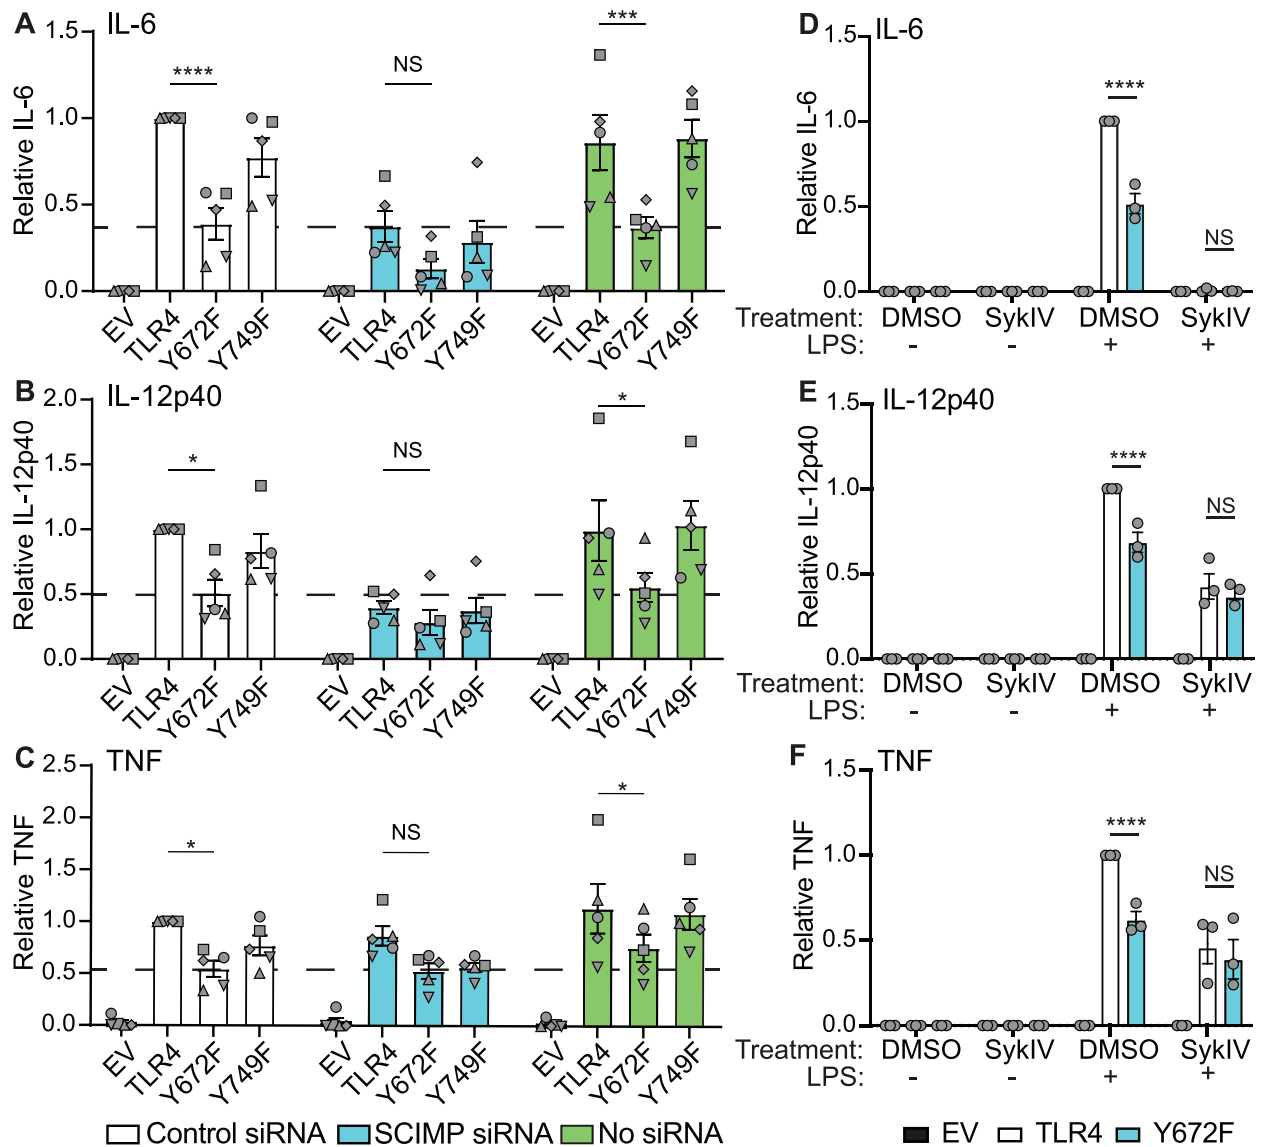 A IL-6
Relative IL-6
1.5
1.0
0.5
0.0
**** NS ***
EV TLR4 Y672F Y749F EV TLR4 Y672F Y749F EV TLR4 Y672F Y749F
B IL-12p40
Relative IL-12p40
2.0
1.5
1.0
0.5
0.0
* NS *
EV TLR4 Y672F Y749F EV TLR4 Y672F Y749F EV TLR4 Y672F Y749F
C TNF
Relative TNF
2.5
2.0
1.5
1.0
0.5
0.0
* NS *
EV TLR4 Y672F Y749F EV TLR4 Y672F Y749F EV TLR4 Y672F Y749F
Control siRNA SCIMP siRNA No siRNA
D IL-6
Relative IL-6
1.5
1.0
0.5
0.0
**** NS
Treatment: DMSO SykIV DMSO SykIV
LPS: - - + +
E IL-12p40
Relative IL-12p40
1.5
1.0
0.5
0.0
**** NS
Treatment: DMSO SykIV DMSO SykIV
LPS: - - + +
F TNF
Relative TNF
1.5
1.0
0.5
0.0
**** NS
Treatment: DMSO SykIV DMSO SykIV
LPS: - - + +
EV TLR4 Y672F